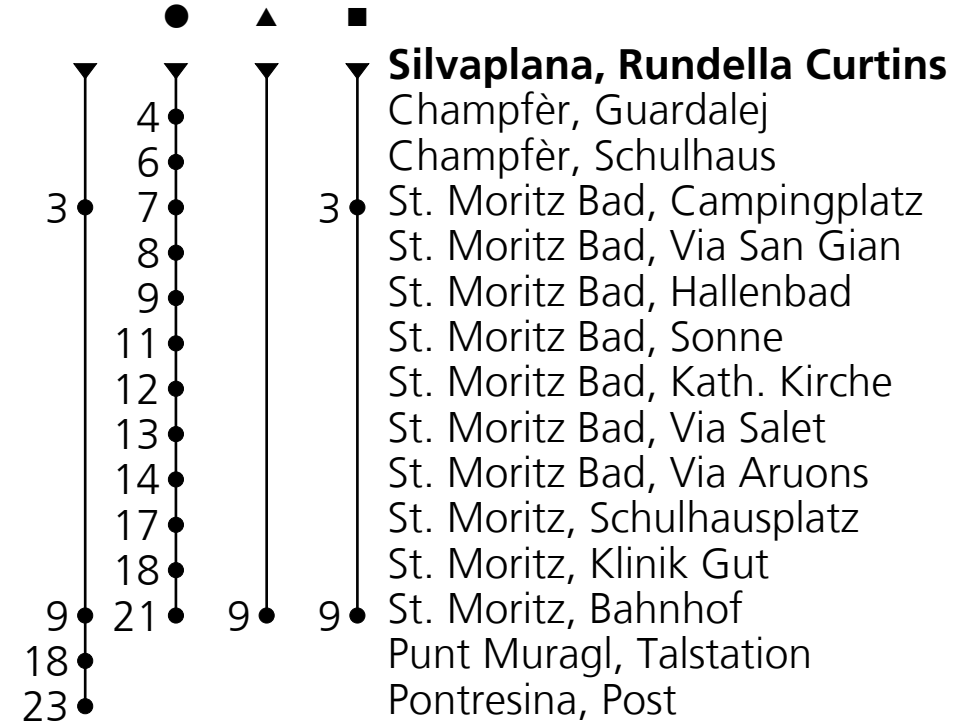 ● ▲ ■
Silvaplana, Rundella Curtins
4 Champfèr, Guardalej
6 Champfèr, Schulhaus
3 7 3 St. Moritz Bad, Campingplatz
8 St. Moritz Bad, Via San Gian
9 St. Moritz Bad, Hallenbad
11 St. Moritz Bad, Sonne
12 St. Moritz Bad, Kath. Kirche
13 St. Moritz Bad, Via Salet
14 St. Moritz Bad, Via Aruons
17 St. Moritz, Schulhausplatz
18 St. Moritz, Klinik Gut
9 21 9 9 St. Moritz, Bahnhof
18 Punt Muragl, Talstation
23 Pontresina, Post